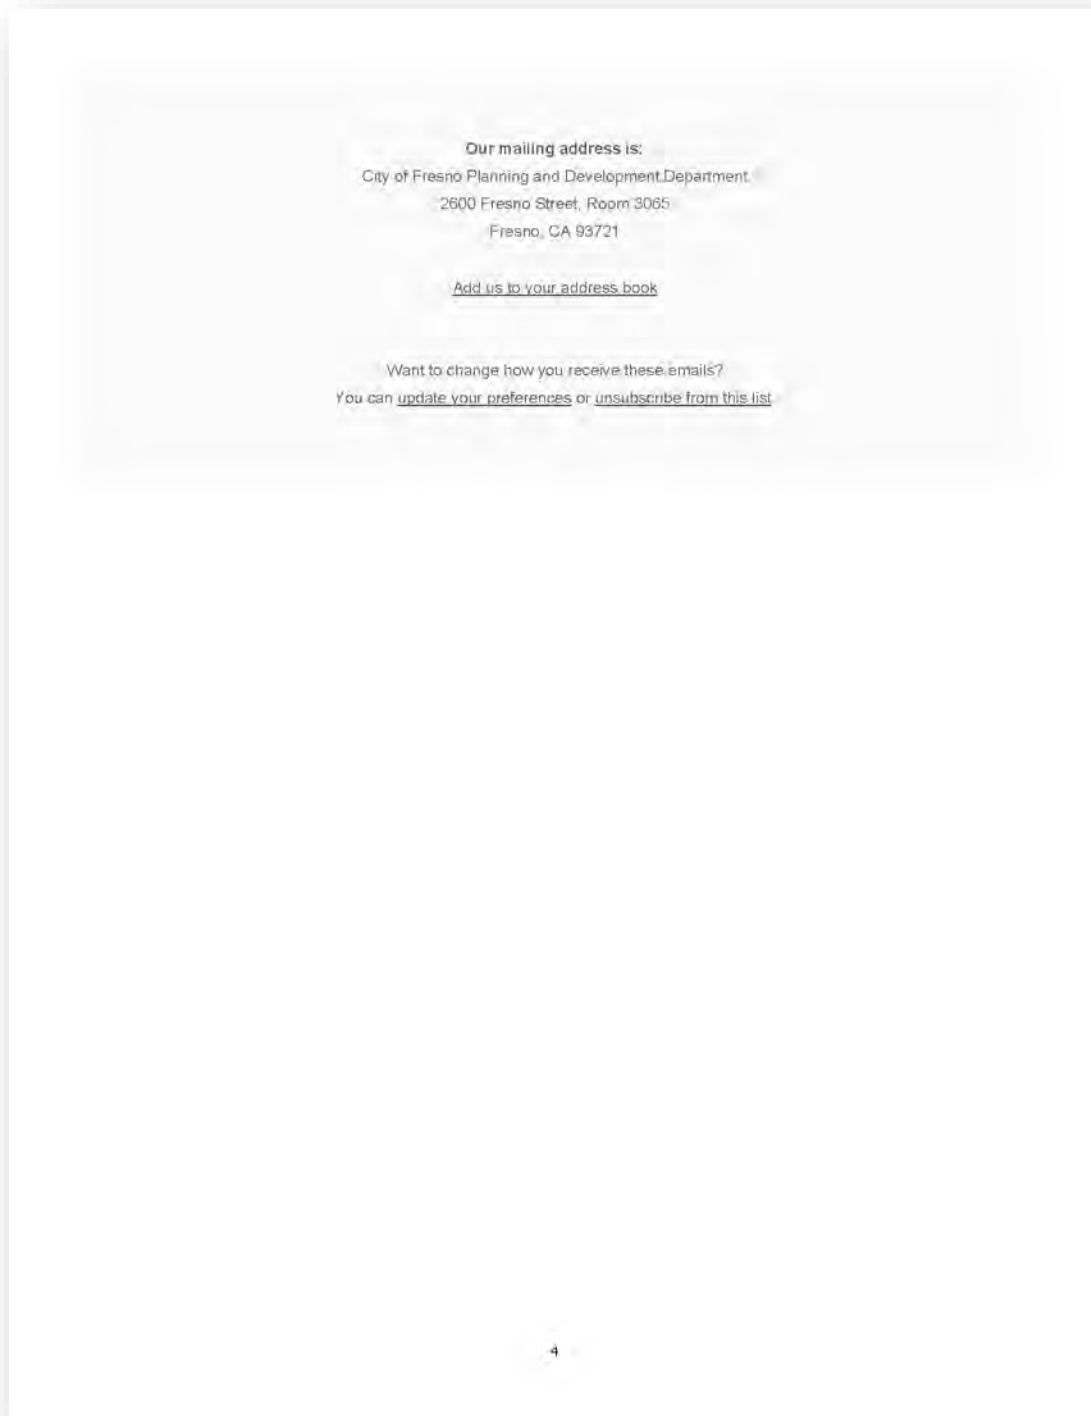 Our mailing address is:
City of Fresno Planning and Development Department
2600 Fresno Street, Room 3065
Fresno, CA 93721
Add us to your address book
Want to change how you receive these emails?
You can update your preferences or unsubscribe from this list
4